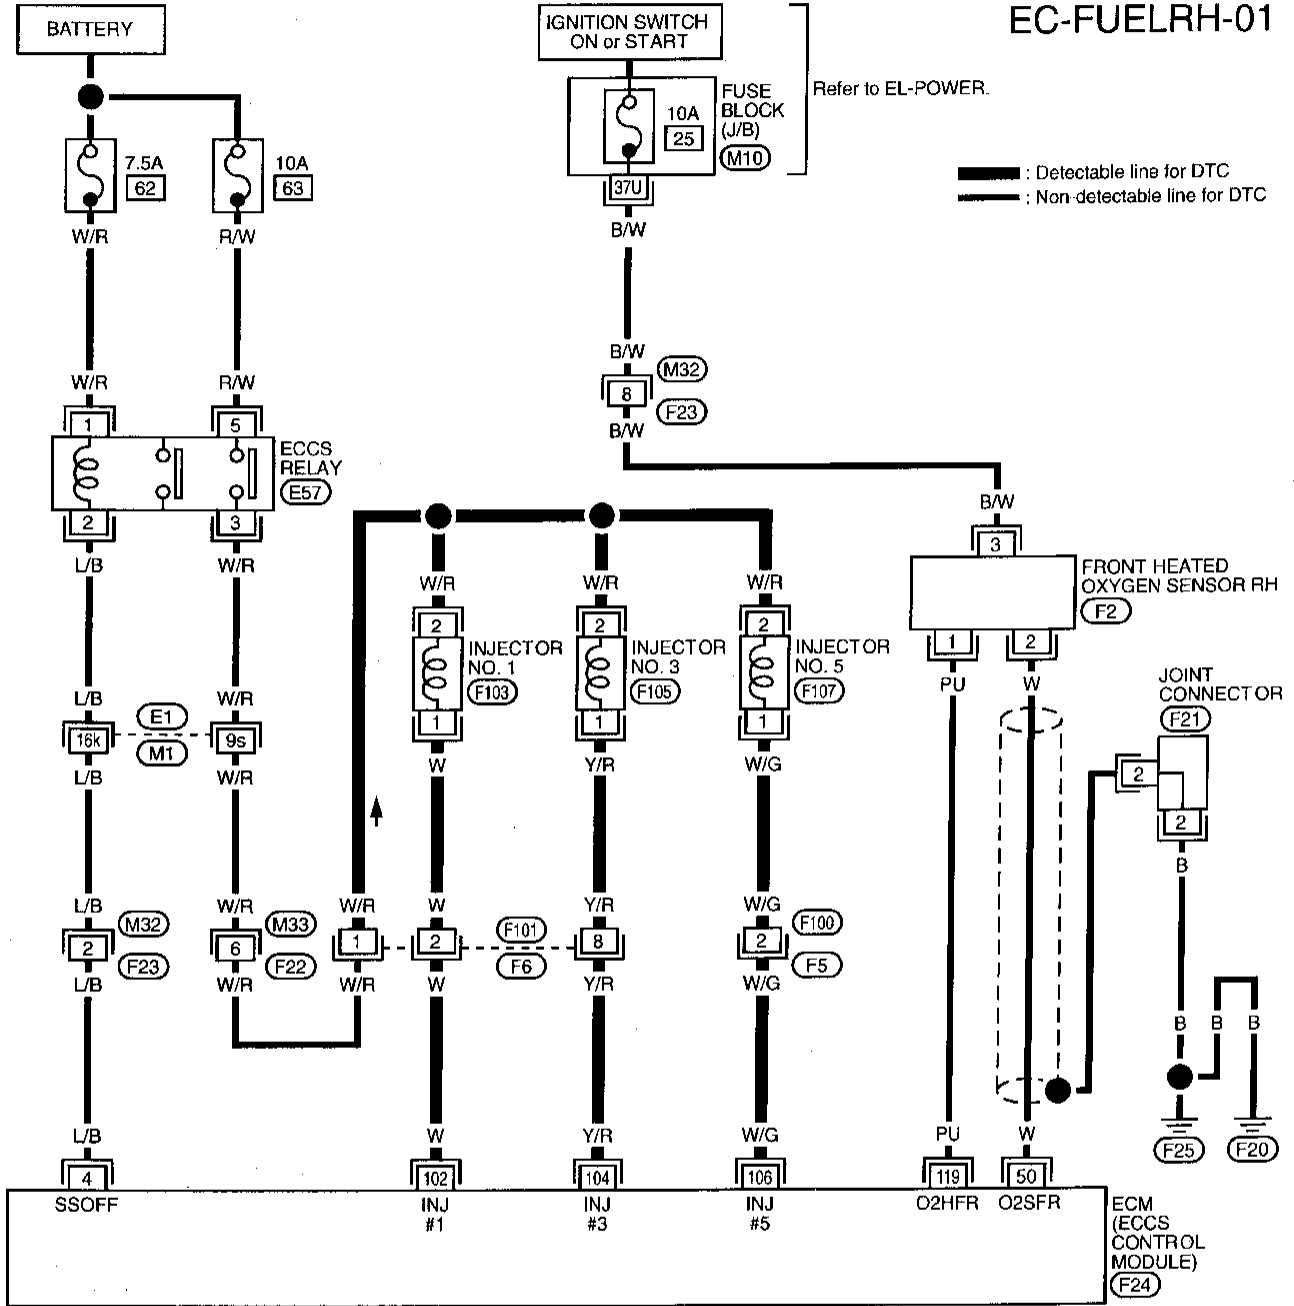 EC-FUELRH-01
BATTERY
IGNITION SWITCH
ON or START
Refer to EL-POWER.
FUSE
BLOCK
(J/B)
M10
10A
25
37U
: Detectable line for DTC
: Non-detectable line for DTC
7.5A
62
10A
63
W/R
R/W
B/W
W/R
R/W
B/W
M32
8
F23
B/W
1
5
ECCS
RELAY
E57
2
3
L/B
W/R
B/W
3
FRONT HEATED
OXYGEN SENSOR RH
F2
1
2
PU
W
W/R
W/R
W/R
2
2
2
INJECTOR
NO. 1
F103
INJECTOR
NO. 3
F105
INJECTOR
NO. 5
F107
1
1
1
W
Y/R
W/G
JOINT
CONNECTOR
F21
2
2
B
L/B
W/R
16k
E1
M1
9s
L/B
W/R
L/B
W/R
W/R
W
Y/R
W/G
2
M32
F23
6
M33
F22
1
2
F101
F6
8
2
F100
F5
L/B
W/R
W/R
W
Y/R
W/G
B
B
B
F25
F20
L/B
W
Y/R
W/G
PU
W
4
102
104
106
119
50
SSOFF
INJ
#1
INJ
#3
INJ
#5
O2HFR
O2SFR
ECM
(ECCS
CONTROL
MODULE)
F24